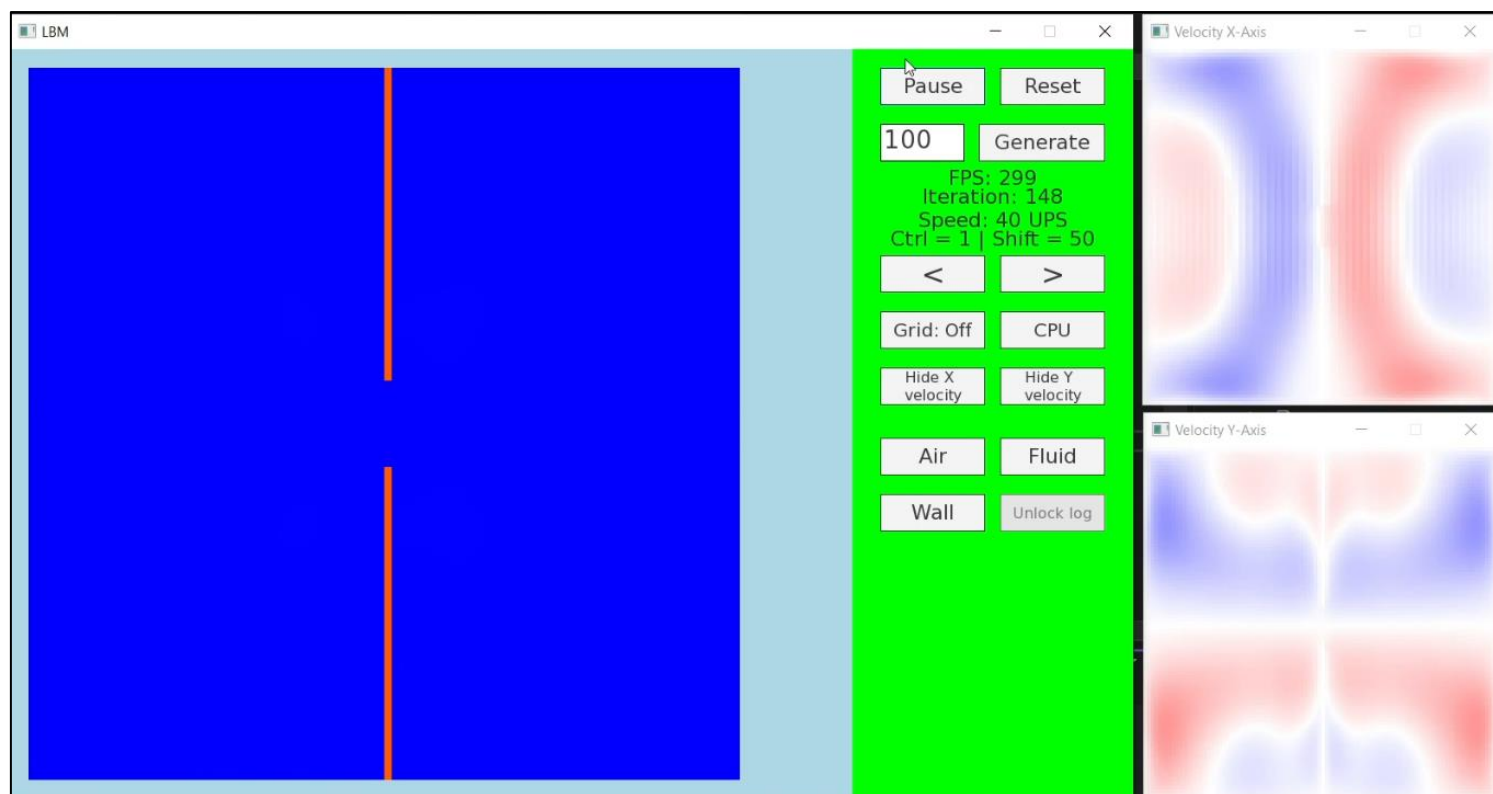 LBM
Pause Reset
100 Generate
FPS: 299
Iteration: 148
Speed: 40 UPS
Ctrl = 1 | Shift = 50
< >
Grid: Off CPU
Hide X velocity
Hide Y velocity
Air Fluid
Wall Unlock log
Velocity X-Axis
Velocity Y-Axis